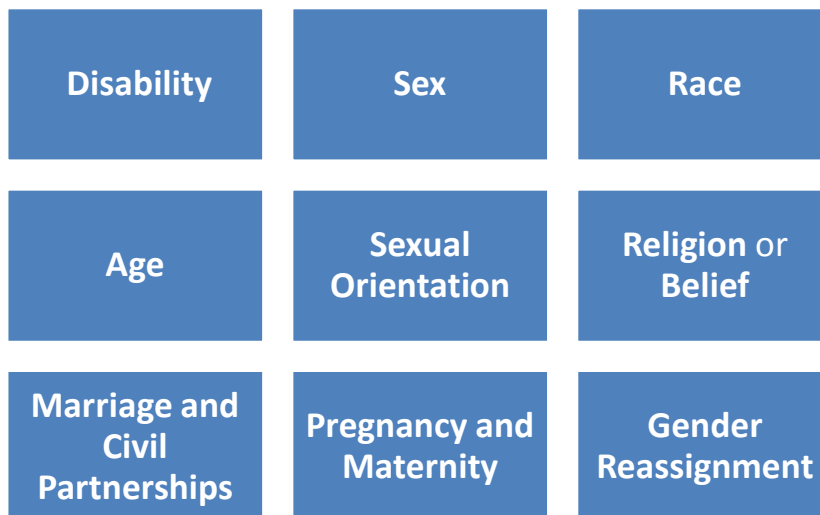 Disability
Sex
Race
Age
Sexual
Orientation
Religion or
Belief
Marriage and
Civil
Partnerships
Pregnancy and
Maternity
Gender
Reassignment